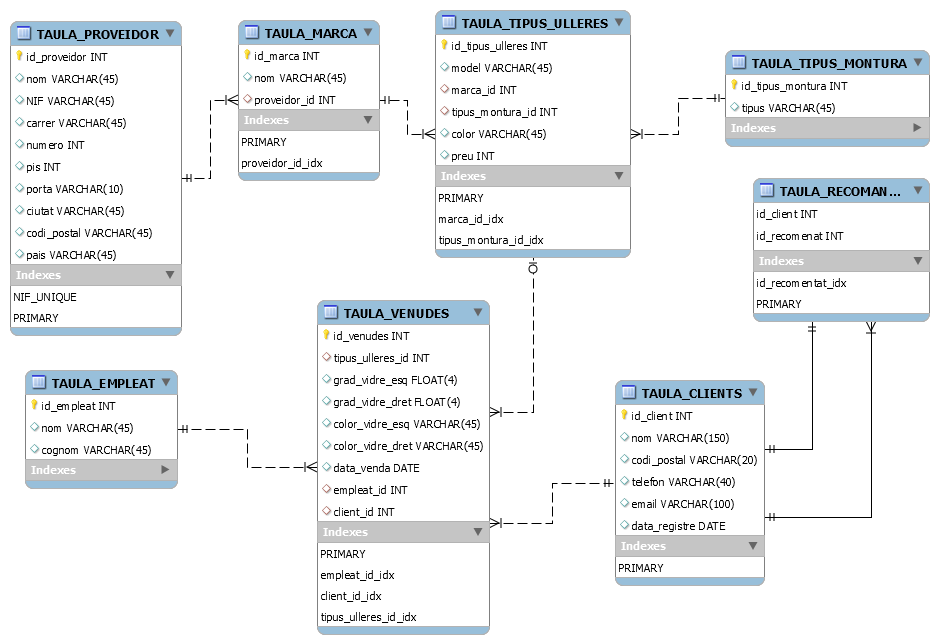 TAULA_PROVEIDOR
id_proveidor INT
nom VARCHAR(45)
NIF VARCHAR(45)
carrer VARCHAR(45)
numero INT
pis INT
porta VARCHAR(10)
ciutat VARCHAR(45)
codi_postal VARCHAR(45)
pais VARCHAR(45)
Indexes
NIF_UNIQUE
PRIMARY
TAULA_MARCA
id_marca INT
nom VARCHAR(45)
proveidor_id INT
Indexes
PRIMARY
proveidor_id_idx
TAULA_TIPUS_ULLERES
id_tipus_ulleres INT
model VARCHAR(45)
marca_id INT
tipus_montura_id INT
color VARCHAR(45)
preu INT
Indexes
PRIMARY
marca_id_idx
tipus_montura_id_idx
TAULA_TIPUS_MONTURA
id_tipus_montura INT
tipus VARCHAR(45)
Indexes
TAULA_RECOMAN...
id_client INT
id_recomenat INT
Indexes
id_recomentat_idx
PRIMARY
TAULA_EMPLEAT
id_empleat INT
nom VARCHAR(45)
cognom VARCHAR(45)
Indexes
TAULA_VENUDES
id_venudes INT
tipus_ulleres_id INT
grad_vidre_esq FLOAT(4)
grad_vidre_dret FLOAT(4)
color_vidre_esq VARCHAR(45)
color_vidre_dret VARCHAR(45)
data_venda DATE
empleat_id INT
client_id INT
Indexes
PRIMARY
empleat_id_idx
client_id_idx
tipus_ulleres_id_idx
TAULA_CLIENTS
id_client INT
nom VARCHAR(150)
codi_postal VARCHAR(20)
telefon VARCHAR(40)
email VARCHAR(100)
data_registre DATE
Indexes
PRIMARY